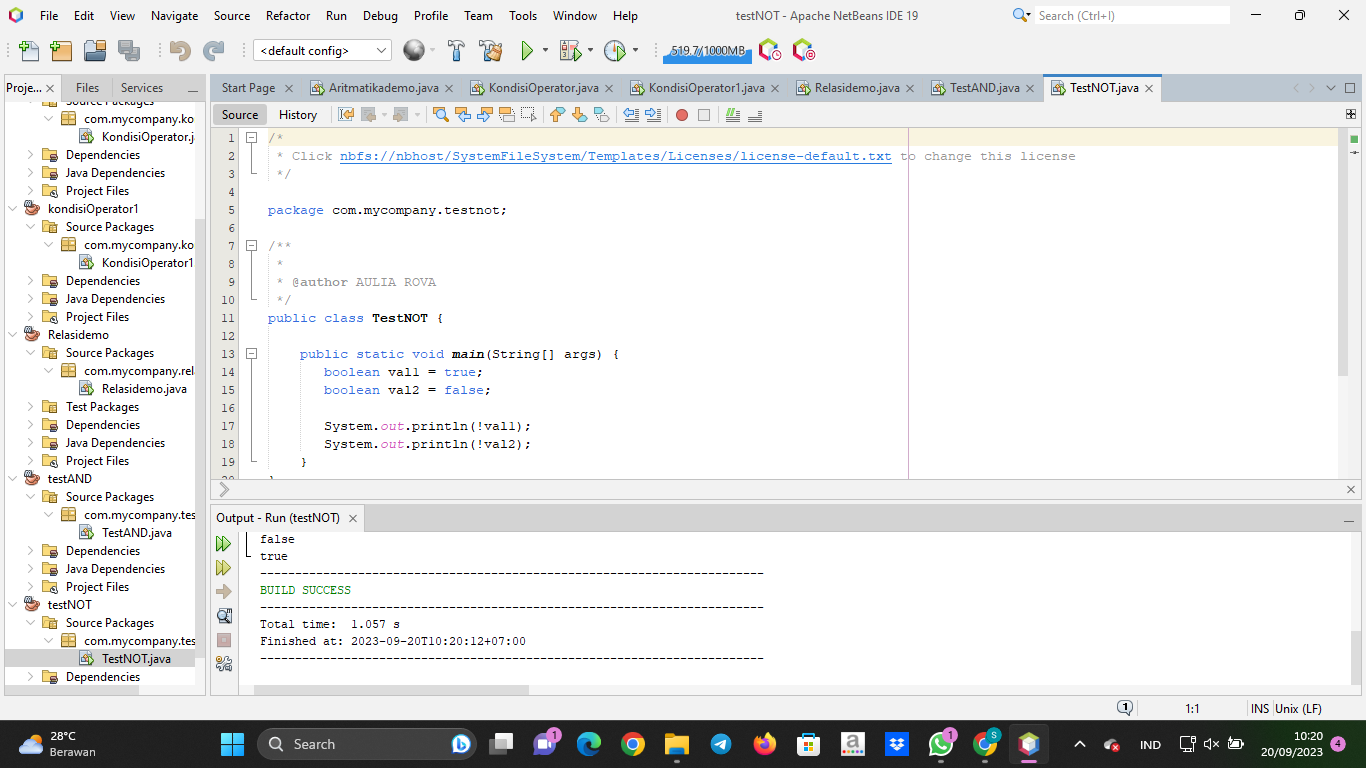 File Edit View Navigate Source Refactor Run Debug Profile Team Tools Window Help
testNOT - Apache NetBeans IDE 19
Search (Ctrl+I)
<default config>
519.7/1000MB
Proje... Files Services
Start Page Aritmatikademo.java KondisiOperator.java KondisiOperator1.java Relasidemo.java TestAND.java TestNOT.java
Source History
Source Packages
com.mycompany.ko
KondisiOperator.j
Dependencies
Java Dependencies
Project Files
kondisiOperator1
Source Packages
com.mycompany.ko
KondisiOperator1
Dependencies
Java Dependencies
Project Files
Relasidemo
Source Packages
com.mycompany.rel
Relasidemo.java
Test Packages
Dependencies
Java Dependencies
Project Files
testAND
Source Packages
com.mycompany.tes
TestAND.java
Dependencies
Java Dependencies
Project Files
testNOT
Source Packages
com.mycompany.tes
TestNOT.java
Dependencies
1 /*
2 * Click nbfs://nbhost/SystemFileSystem/Templates/Licenses/license-default.txt to change this license
3 */
4
5 package com.mycompany.testnot;
6
7 /**
8 *
9 * @author AULIA ROVA
10 */
11 public class TestNOT {
12
13 public static void main(String[] args) {
14 boolean val1 = true;
15 boolean val2 = false;
16
17 System.out.println(!val1);
18 System.out.println(!val2);
19 }
20 }
Output - Run (testNOT)
false
true
------------------------------------------------------------------------
BUILD SUCCESS
------------------------------------------------------------------------
Total time: 1.057 s
Finished at: 2023-09-20T10:20:12+07:00
------------------------------------------------------------------------
1 1:1 INS Unix (LF)
28°C
Berawan
Search
1
a
1
S
IND
10:20
20/09/2023
4